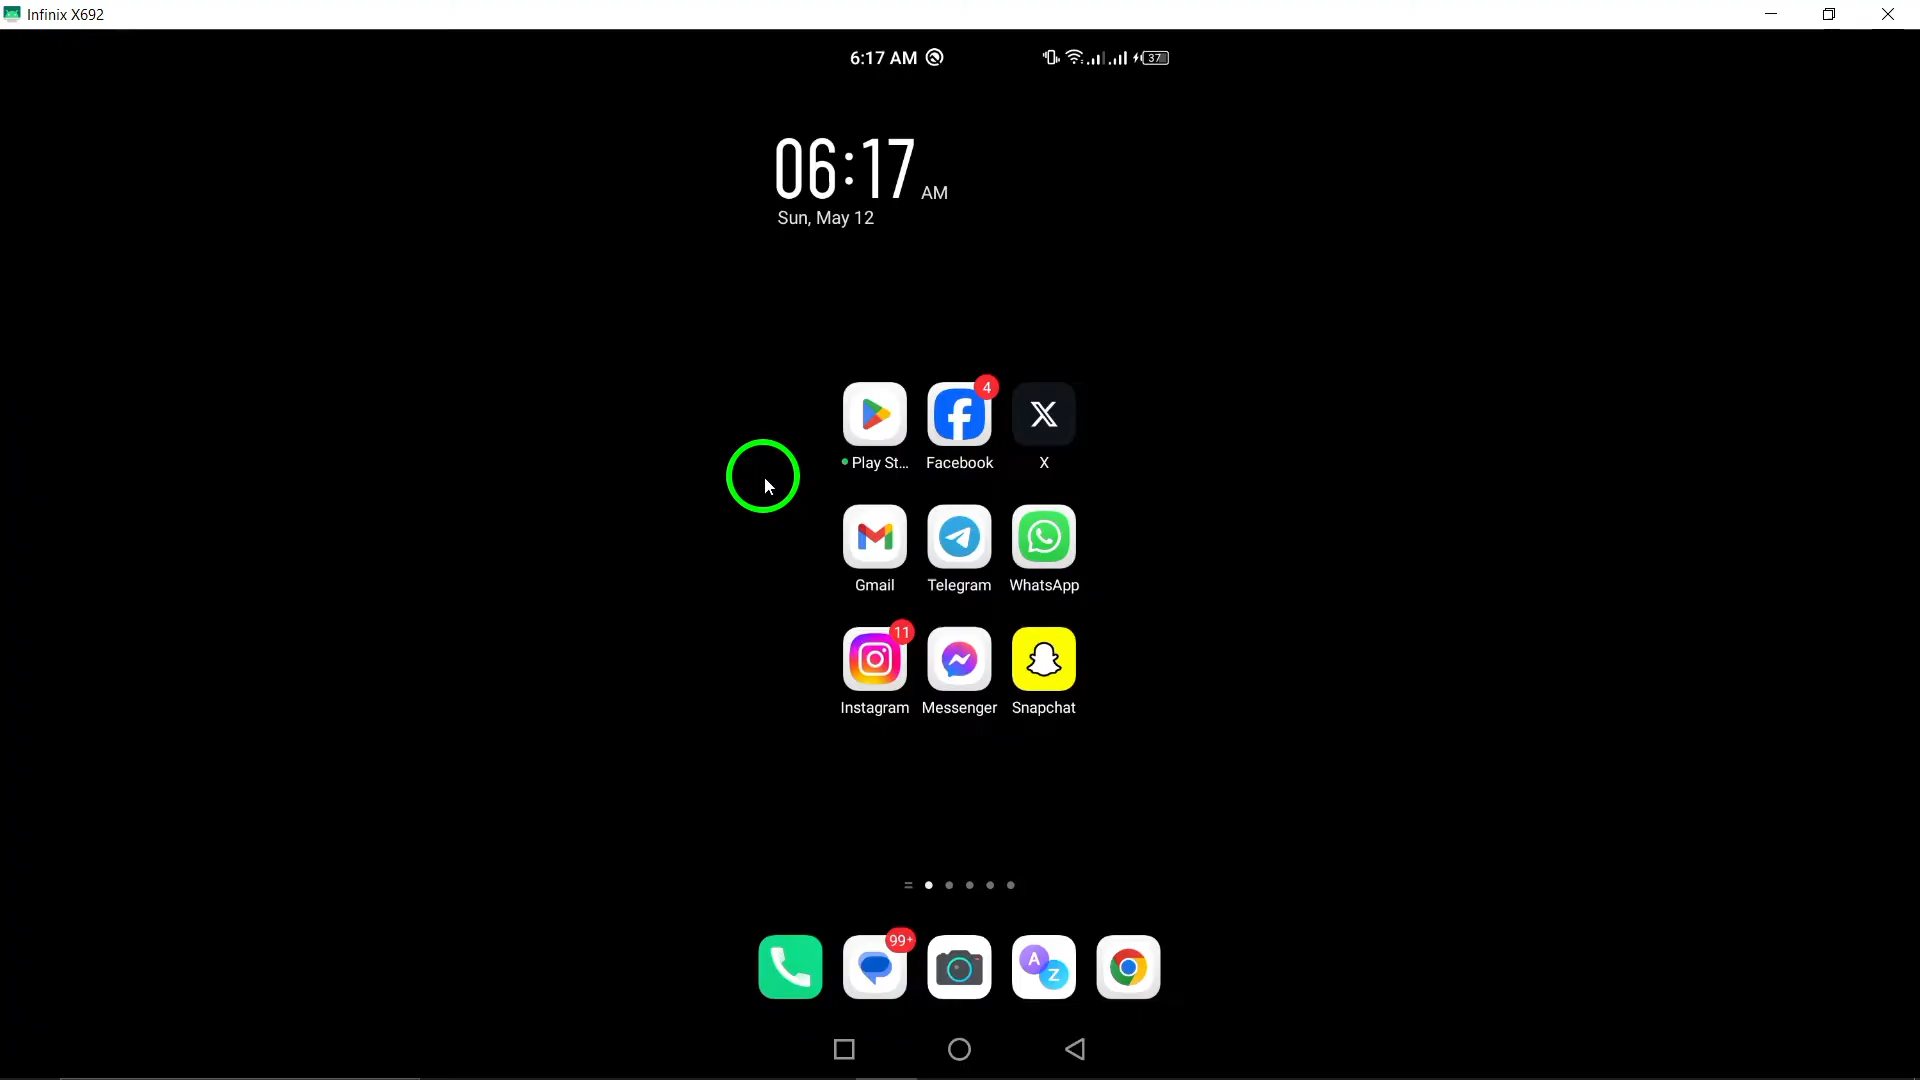 Infinix X692
6:17 AM
37
06:17 AM
Sun, May 12
4
Play St... Facebook X
Gmail Telegram WhatsApp
11
Instagram Messenger Snapchat
99+
A
Z